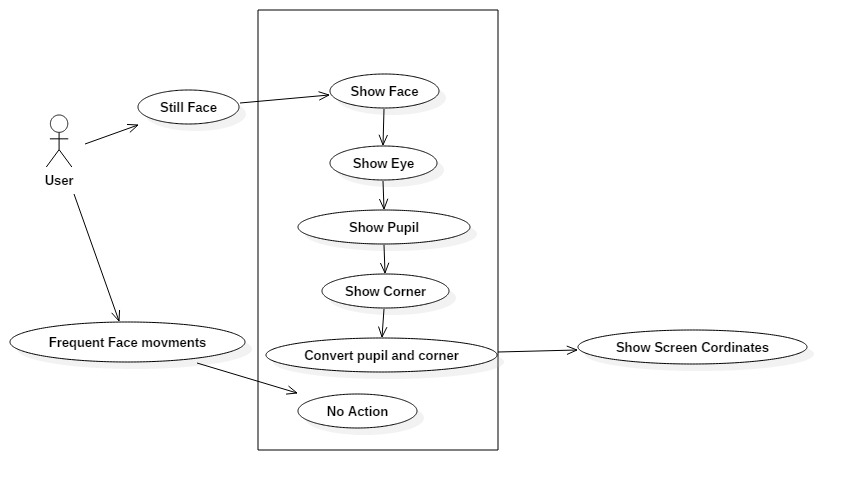 Show Face
Still Face
Show Eye
User
Show Pupil
Show Corner
Frequent Face movments
Convert pupil and corner
Show Screen Cordinates
No Action